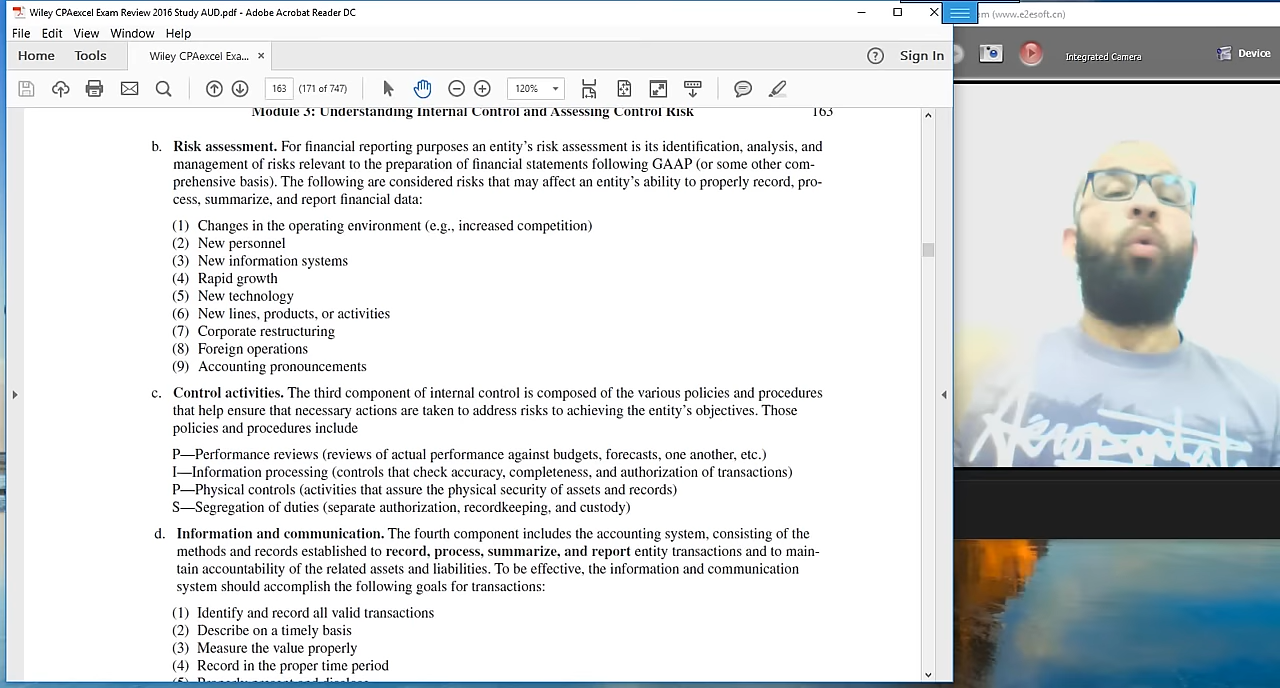 Wiley CPAexcel Exam Review 2016 Study AUD.pdf - Adobe Acrobat Reader DC
File Edit View Window Help
Home Tools Wiley CPAexcel Exa... × Sign In
163 (171 of 747) 120%
Module 3: Understanding Internal Control and Assessing Control Risk 163
b. Risk assessment. For financial reporting purposes an entity's risk assessment is its identification, analysis, and
management of risks relevant to the preparation of financial statements following GAAP (or some other com-
prehensive basis). The following are considered risks that may affect an entity's ability to properly record, pro-
cess, summarize, and report financial data:
(1) Changes in the operating environment (e.g., increased competition)
(2) New personnel
(3) New information systems
(4) Rapid growth
(5) New technology
(6) New lines, products, or activities
(7) Corporate restructuring
(8) Foreign operations
(9) Accounting pronouncements
c. Control activities. The third component of internal control is composed of the various policies and procedures
that help ensure that necessary actions are taken to address risks to achieving the entity's objectives. Those
policies and procedures include
P—Performance reviews (reviews of actual performance against budgets, forecasts, one another, etc.)
I—Information processing (controls that check accuracy, completeness, and authorization of transactions)
P—Physical controls (activities that assure the physical security of assets and records)
S—Segregation of duties (separate authorization, recordkeeping, and custody)
d. Information and communication. The fourth component includes the accounting system, consisting of the
methods and records established to record, process, summarize, and report entity transactions and to main-
tain accountability of the related assets and liabilities. To be effective, the information and communication
system should accomplish the following goals for transactions:
(1) Identify and record all valid transactions
(2) Describe on a timely basis
(3) Measure the value properly
(4) Record in the proper time period
(www.e2esoft.cn)
Integrated Camera Device